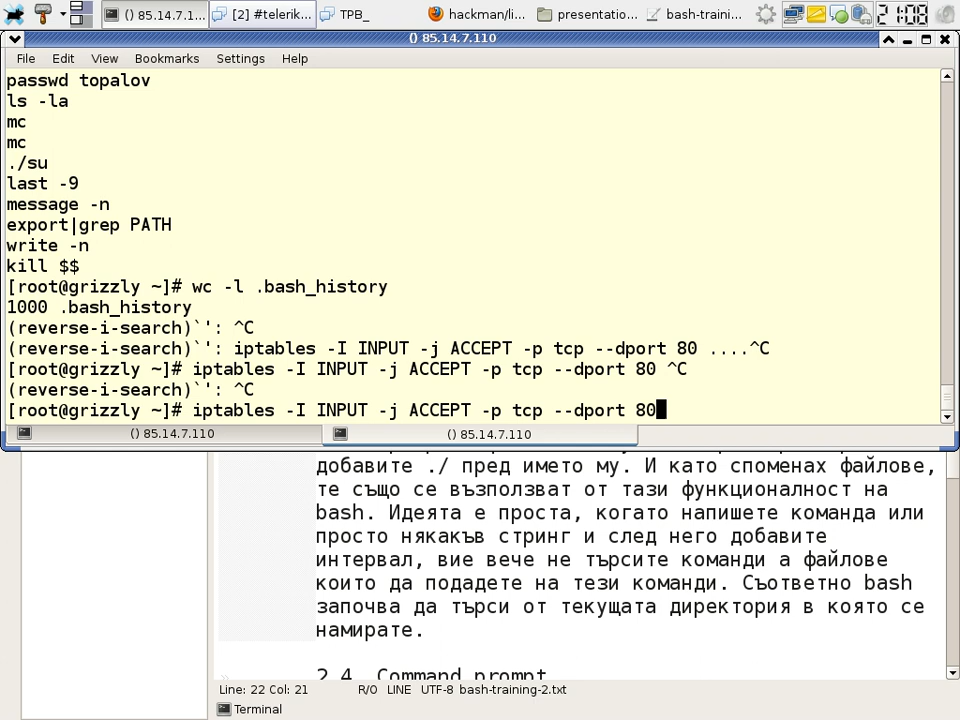 () 85.14.7.1... [2] #telerik... TPB_ hackman/li... presentatio... bash-traini... 21:08
() 85.14.7.110
File Edit View Bookmarks Settings Help
passwd topalov
ls -la
mc
mc
./su
last -9
message -n
export|grep PATH
write -n
kill $$
[root@grizzly ~]# wc -l .bash_history
1000 .bash_history
(reverse-i-search)`': ^C
(reverse-i-search)`': iptables -I INPUT -j ACCEPT -p tcp --dport 80 ....^C
[root@grizzly ~]# iptables -I INPUT -j ACCEPT -p tcp --dport 80 ^C
(reverse-i-search)`': ^C
[root@grizzly ~]# iptables -I INPUT -j ACCEPT -p tcp --dport 80
() 85.14.7.110 () 85.14.7.110
добавите ./ пред името му. И като споменах файлове,
те също се възползват от тази функционалност на
bash. Идеята е проста, когато напишете команда или
просто някакъв стринг и след него добавите
интервал, вие вече не търсите команди а файлове
които да подадете на тези команди. Съответно bash
започва да търси от текущата директория в която се
намирате.
2.4. Command prompt
Line: 22 Col: 21 R/O LINE UTF-8 bash-training-2.txt
Terminal